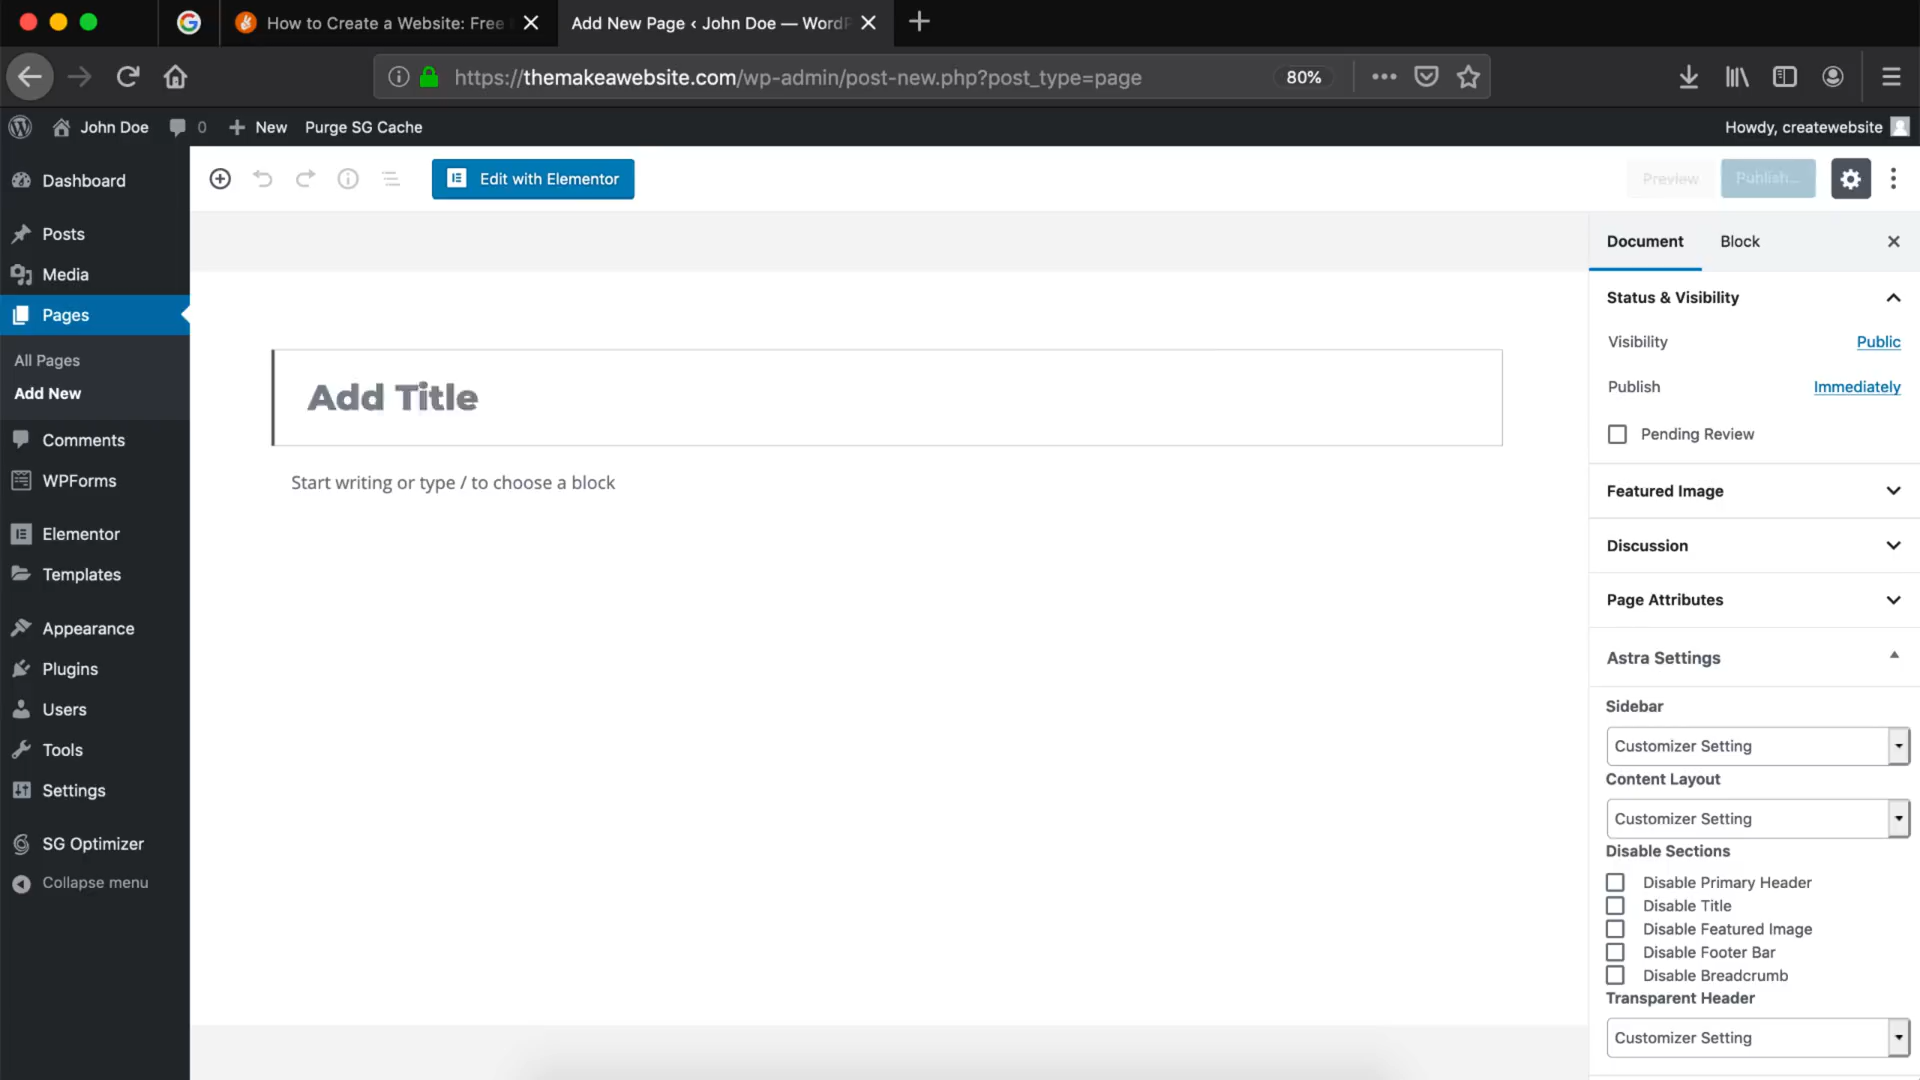 How to Create a Website: Free
Add New Page ‹ John Doe — WordP
https://themakeawebsite.com/wp-admin/post-new.php?post_type=page
80%
John Doe
0
New
Purge SG Cache
Howdy, createwebsite
Dashboard
Posts
Media
Pages
All Pages
Add New
Comments
WPForms
Elementor
Templates
Appearance
Plugins
Users
Tools
Settings
SG Optimizer
Collapse menu
Edit with Elementor
Preview
Publish...
Add Title
Start writing or type / to choose a block
Document
Block
Status & Visibility
Visibility
Public
Publish
Immediately
Pending Review
Featured Image
Discussion
Page Attributes
Astra Settings
Sidebar
Customizer Setting
Content Layout
Customizer Setting
Disable Sections
Disable Primary Header
Disable Title
Disable Featured Image
Disable Footer Bar
Disable Breadcrumb
Transparent Header
Customizer Setting